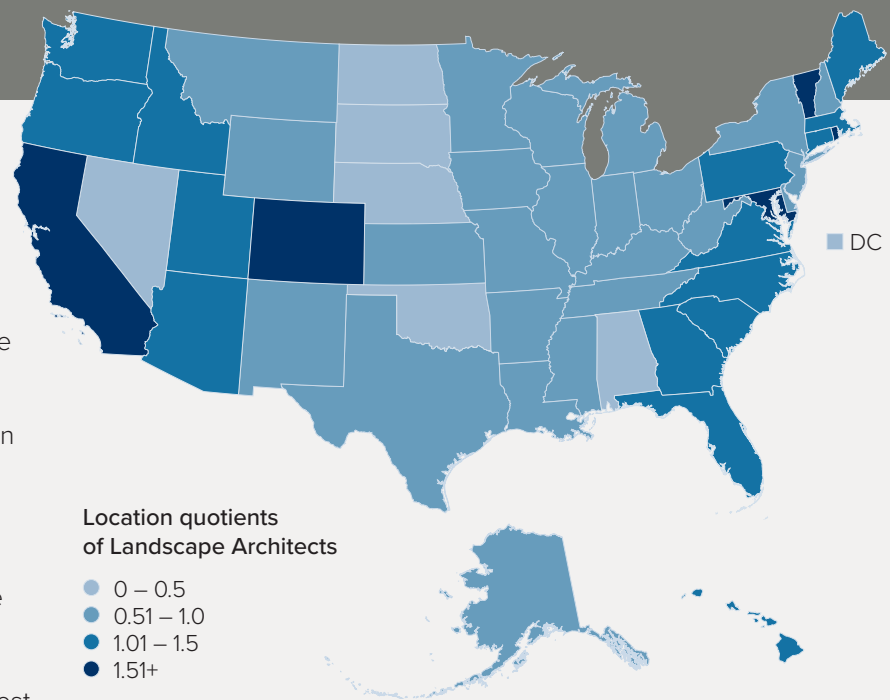 e
n
DC
Location quotients
of Landscape Architects
0 – 0.5
e
0.51 – 1.0
1.01 – 1.5
1.51+